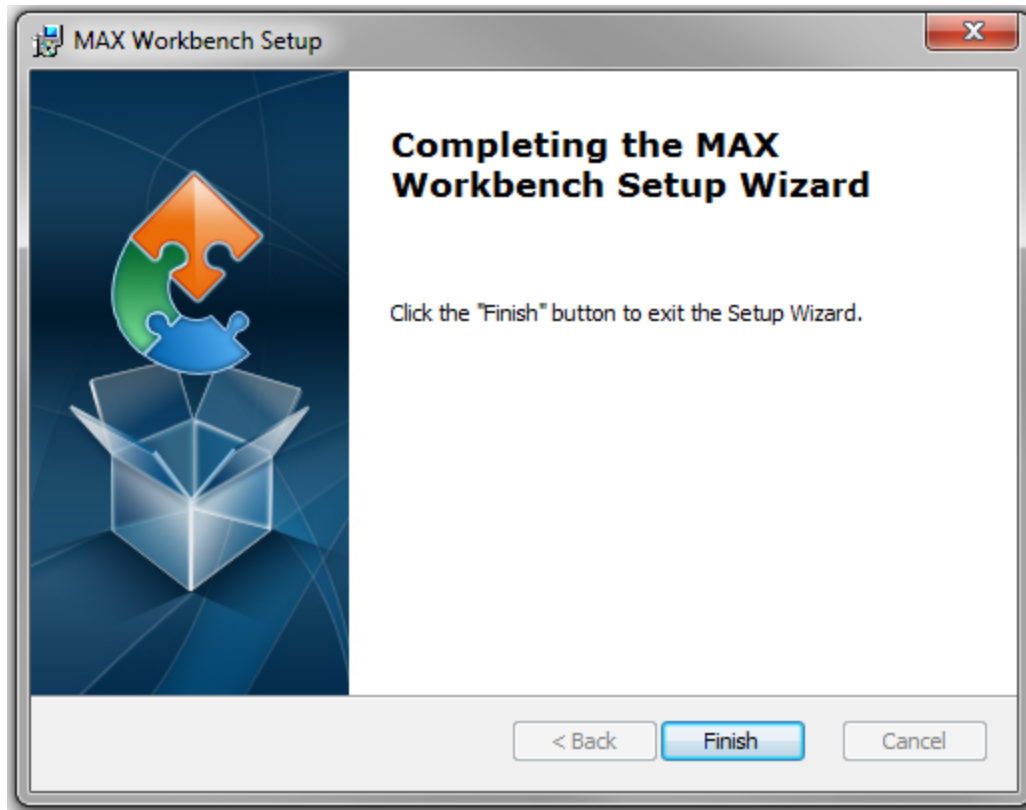 MAX Workbench Setup
Completing the MAX
Workbench Setup Wizard
Click the "Finish" button to exit the Setup Wizard.
< Back
Finish
Cancel